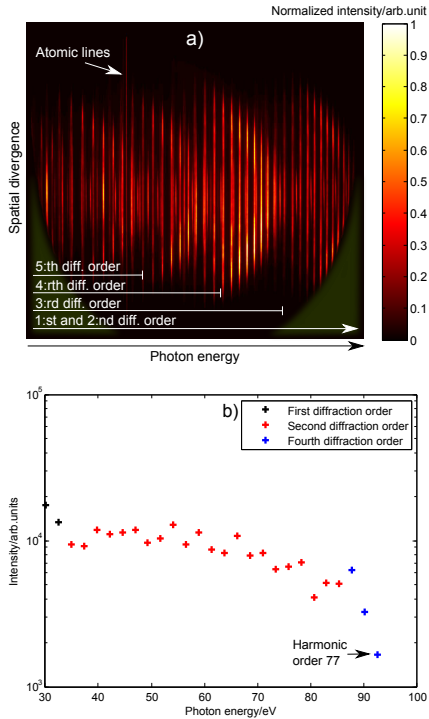 Normalized intensity/arb.unit
a)
Atomic lines
1
0.9
0.8
0.7
0.6
0.5
0.4
0.3
0.2
0.1
0
Spatial divergence
5:th diff. order
4:rth diff. order
3:rd diff. order
1:st and 2:nd diff. order
Photon energy
b)
First diffraction order
Second diffraction order
Fourth diffraction order
10^5
10^4
10^3
Intensity/arb.units
Harmonic
order 77
30 40 50 60 70 80 90 100
Photon energy/eV